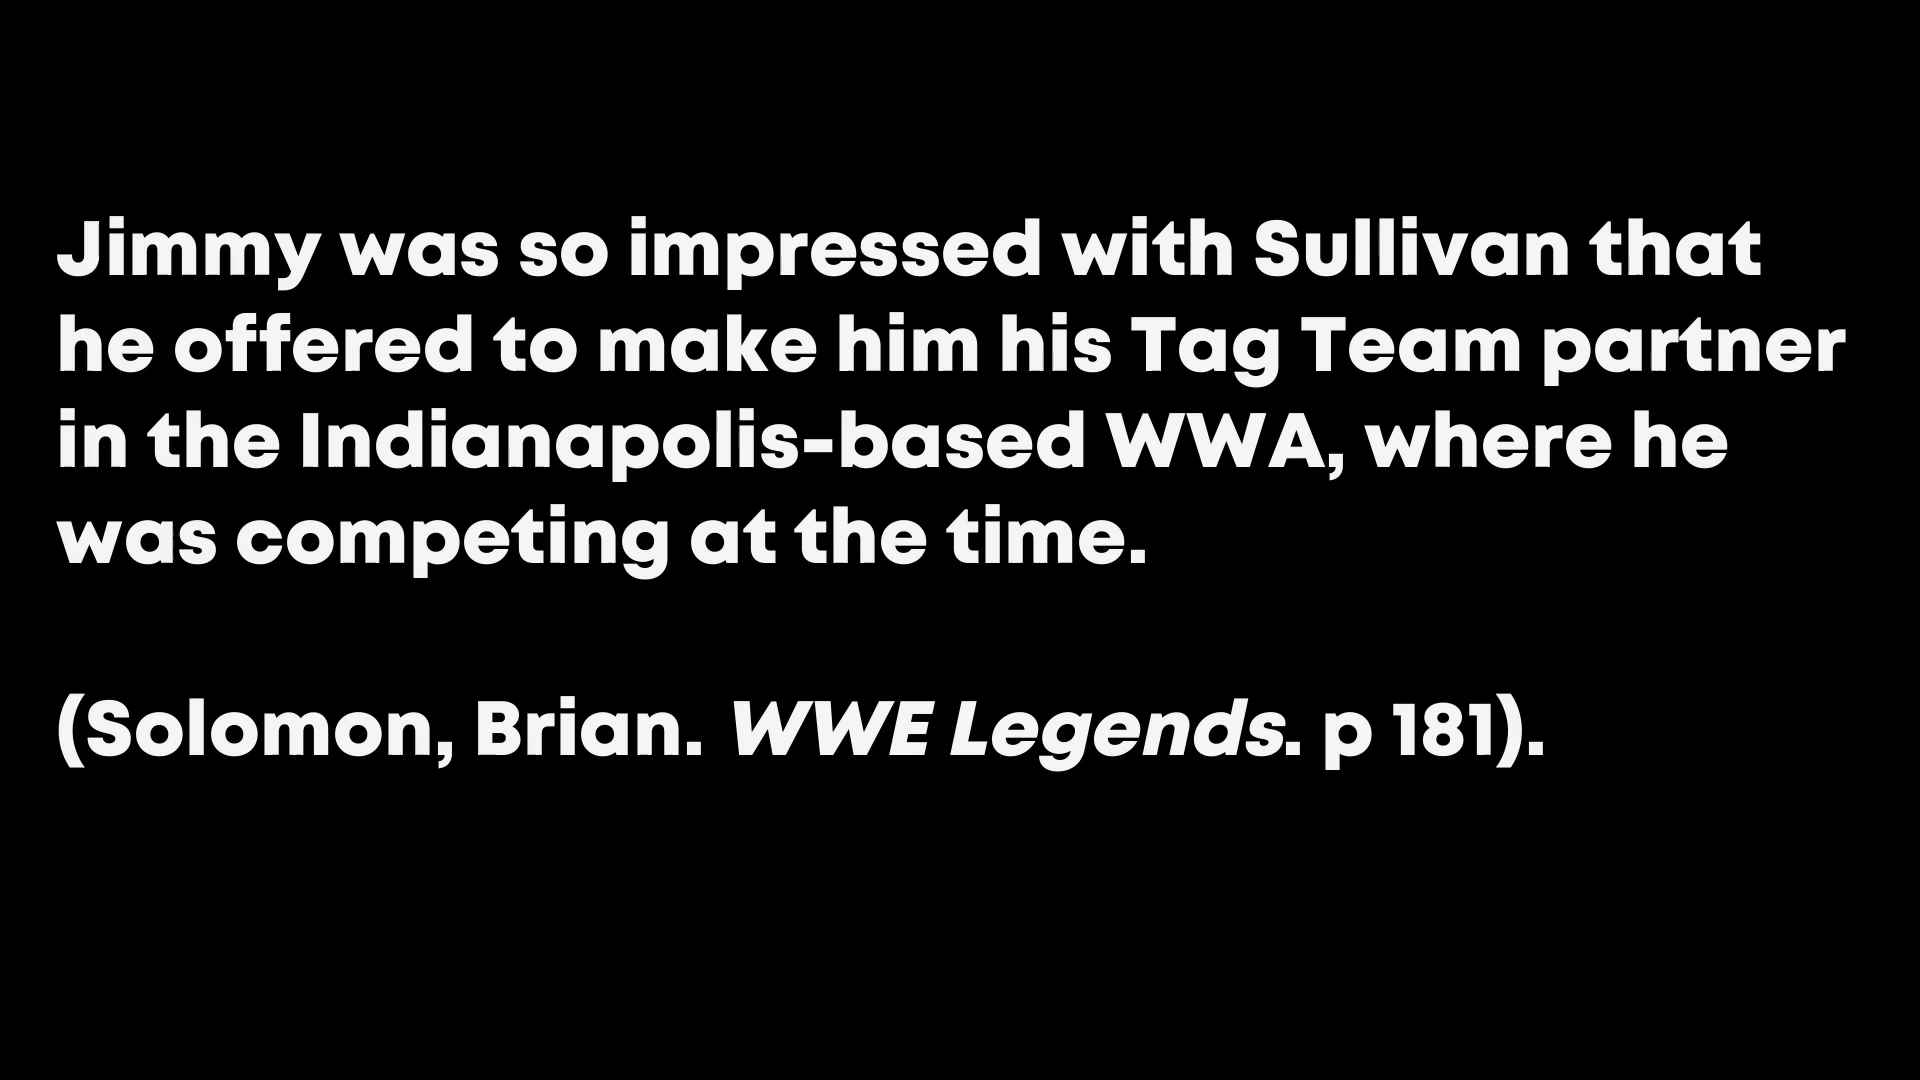 Jimmy was so impressed with Sullivan that
he offered to make him his Tag Team partner
in the Indianapolis-based WWA, where he
was competing at the time.
(Solomon, Brian. WWE Legends. p 181).